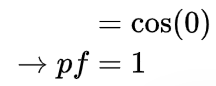 = cos(0)
→ pf = 1